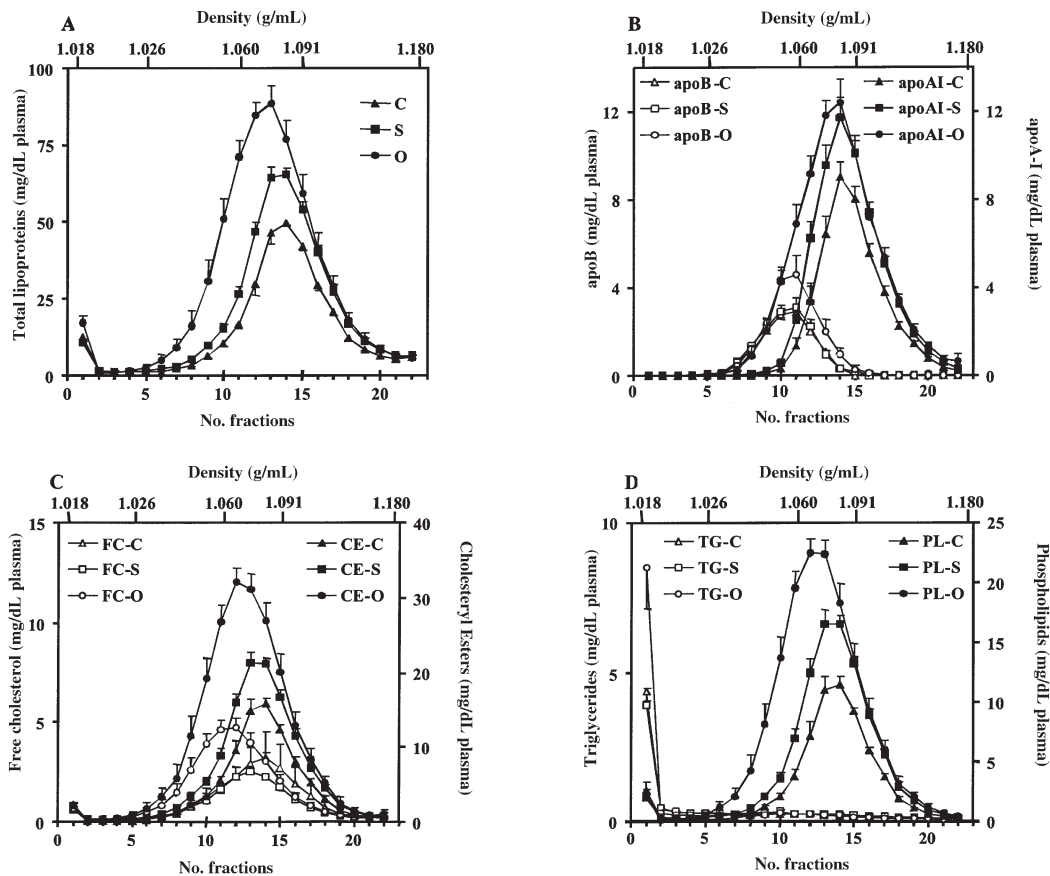 A
Density (g/mL)
1.018 1.026 1.060 1.091 1.180
Total lipoproteins (mg/dL plasma)
100
75
50
25
0
C
S
O
0 5 10 15 20
No. fractions
B
Density (g/mL)
1.018 1.026 1.060 1.091 1.180
apoB (mg/dL plasma)
12
8
4
0
apoB-C
apoB-S
apoB-O
apoAI-C
apoAI-S
apoAI-O
12
8
4
0
apoA-I (mg/dL plasma)
0 5 10 15 20
No. fractions
C
Density (g/mL)
1.018 1.026 1.060 1.091 1.180
Free cholesterol (mg/dL plasma)
15
10
5
0
FC-C
FC-S
FC-O
CE-C
CE-S
CE-O
40
30
20
10
0
Cholesteryl Esters (mg/dL plasma)
0 5 10 15 20
No. fractions
D
Density (g/mL)
1.018 1.026 1.060 1.091 1.180
Triglycerides (mg/dL plasma)
10
5
0
TG-C
TG-S
TG-O
PL-C
PL-S
PL-O
25
20
15
10
5
0
Phospholipids (mg/dL plasma)
0 5 10 15 20
No. fractions